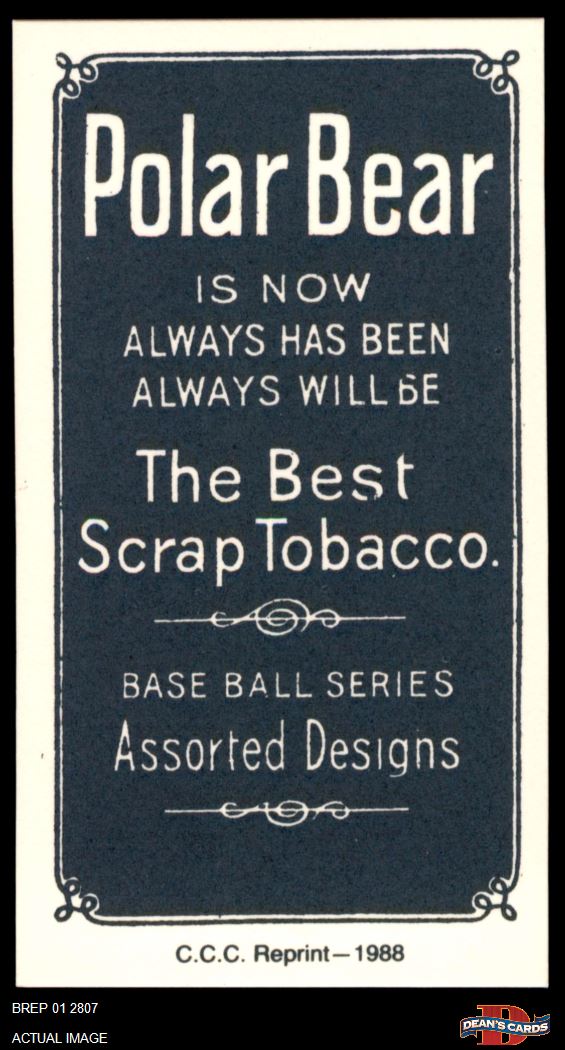 Polar Bear
IS NOW
ALWAYS HAS BEEN
ALWAYS WILL BE
The Best
Scrap Tobacco.
BASE BALL SERIES
Assorted Designs
C.C.C. Reprint—1988
BREP 01 2807
ACTUAL IMAGE
D
DEAN'S CARDS